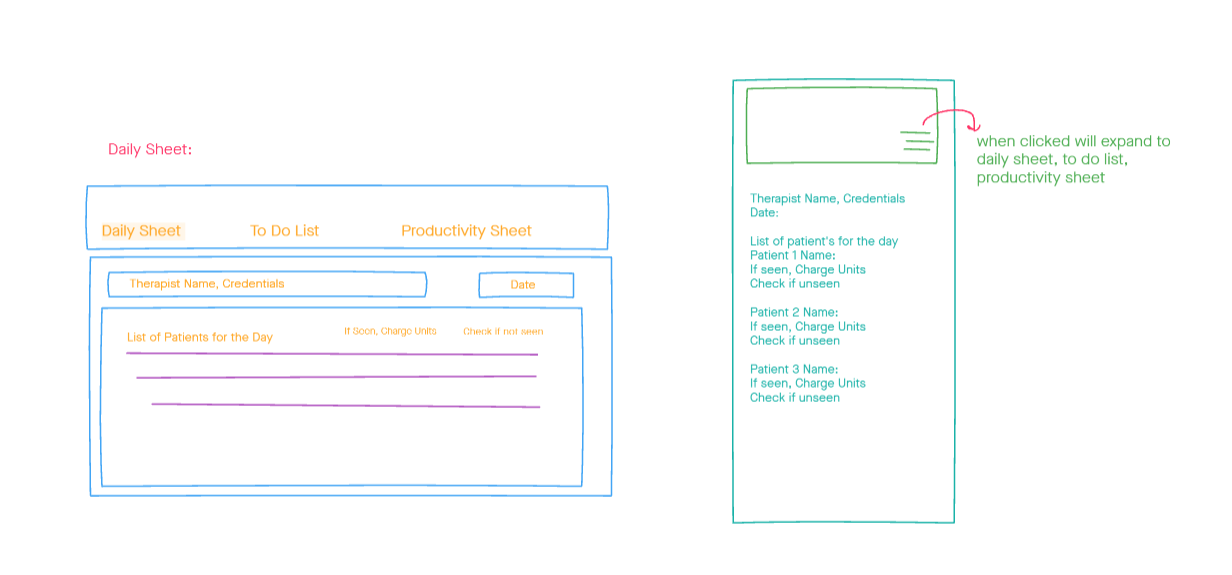 Daily Sheet:
Daily Sheet
To Do List
Productivity Sheet
Therapist Name, Credentials
Date
List of Patients for the Day
If Seen, Charge Units
Check if not seen
when clicked will expand to
daily sheet, to do list,
productivity sheet
Therapist Name, Credentials
Date:
List of patient's for the day
Patient 1 Name:
If seen, Charge Units
Check if unseen
Patient 2 Name:
If seen, Charge Units
Check if unseen
Patient 3 Name:
If seen, Charge Units
Check if unseen